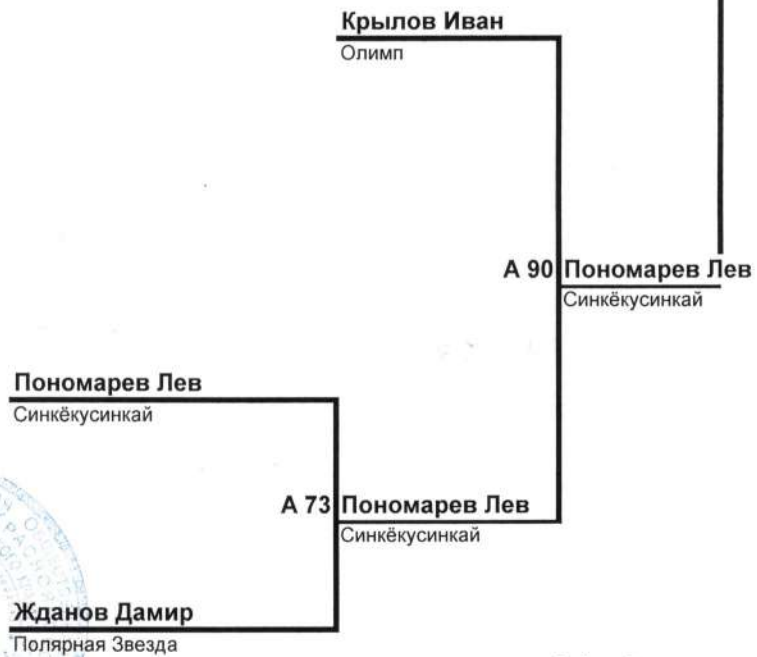 Крылов Иван
Олимп
А 90 Пономарев Лев
Синкёкусинкай
Пономарев Лев
Синкёкусинкай
А 73 Пономарев Лев
Синкёкусинкай
Жданов Дамир
Полярная Звезда